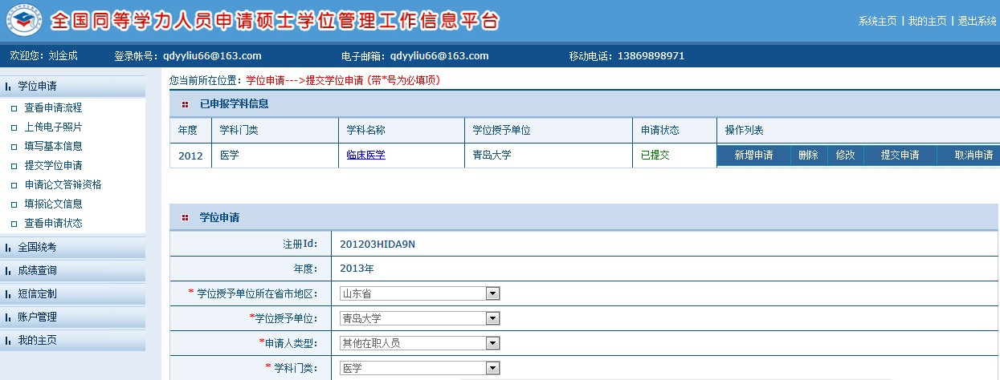 全国同等学力人员申请硕士学位管理工作信息平台
系统主页 | 我的主页 | 退出系统
欢迎您：刘金成 登录帐号：qdyyliu66@163.com 电子邮箱：qdyyliu66@163.com 移动电话：13869898971
学位申请
查看申请流程
上传电子照片
填写基本信息
提交学位申请
申请论文答辩资格
填报论文信息
查看申请状态
全国统考
成绩查询
短信定制
账户管理
我的主页
您当前所在位置：学位申请--->提交学位申请 (带*号为必填项)
已申报学科信息
年度 学科门类 学科名称 学位授予单位 申请状态 操作列表
2012 医学 临床医学 青岛大学 已提交 新增申请 删除 修改 提交申请 取消申请
学位申请
注册Id： 201203HIDA9N
年度： 2013年
* 学位授予单位所在省市地区： 山东省
*学位授予单位： 青岛大学
*申请人类型： 其他在职人员
* 学科门类： 医学